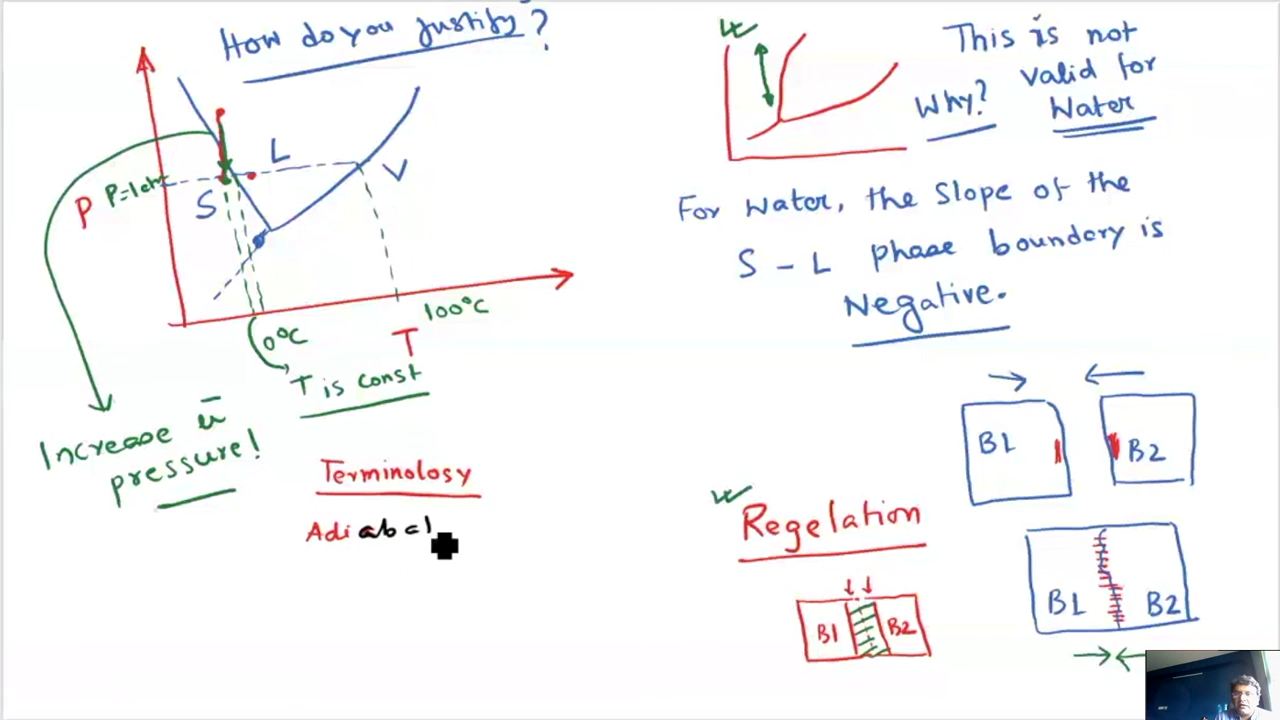 How do you justify?
L
V
S
P
P=1atm
0°C
100°C
T
T is const
Increase in
pressure!
Terminology
Adiabal
This is not
Why? Valid for
Water
For water, the slope of the
S - L phase boundary is
Negative.
B1
B2
Regelation
B1 B2
B1 B2